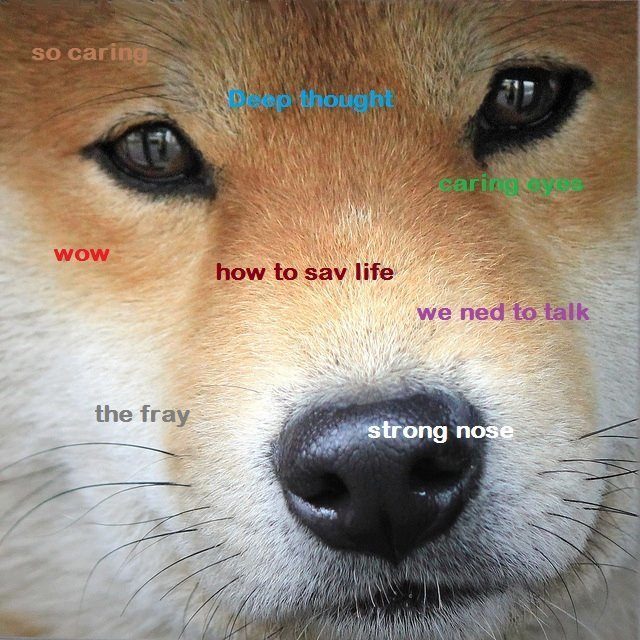 so caring
Deep thought
caring eyes
wow
how to sav life
we ned to talk
the fray
strong nose